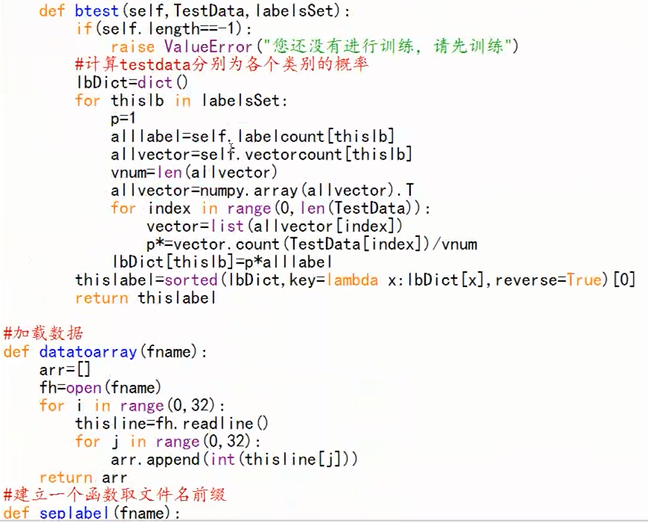 def btest(self,TestData,labelsSet):
if(self.length==-1):
raise ValueError("您还没有进行训练, 请先训练")
#计算testdata分别为各个类别的概率
lbDict=dict()
for thislb in labelsSet:
p=1
alllabel=self.labelcount[thislb]
allvector=self.vectorcount[thislb]
vnum=len(allvector)
allvector=numpy.array(allvector).T
for index in range(0,len(TestData)):
vector=list(allvector[index])
p*=vector.count(TestData[index])/vnum
lbDict[thislb]=p*alllabel
thislabel=sorted(lbDict,key=lambda x:lbDict[x],reverse=True)[0]
return thislabel
#加载数据
def datatoarray(fname):
arr=[]
fh=open(fname)
for i in range(0,32):
thisline=fh.readline()
for j in range(0,32):
arr.append(int(thisline[j]))
return arr
#建立一个函数取文件名前缀
def seplabel(fname):